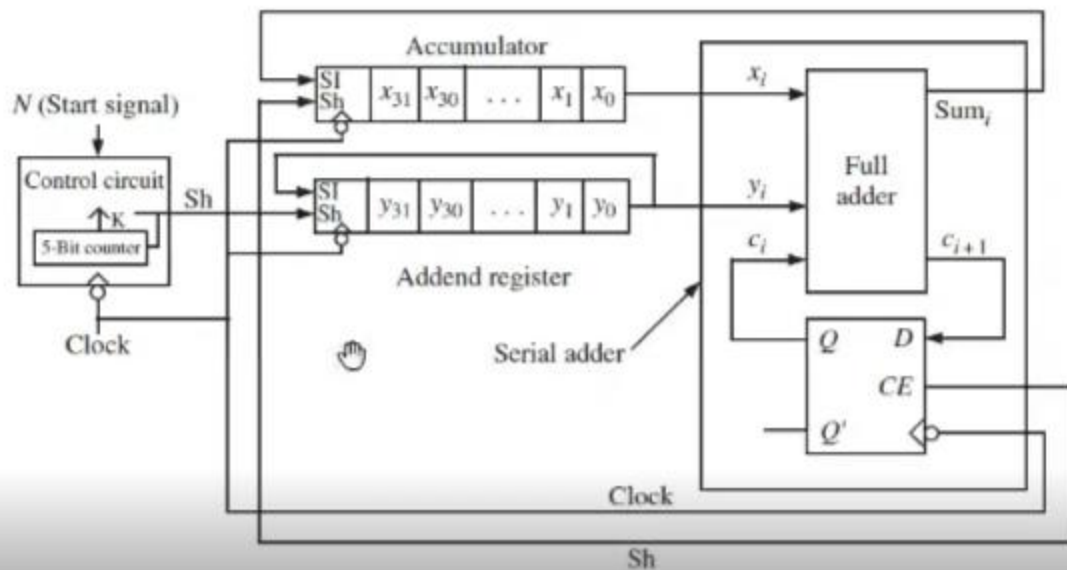 Accumulator
N (Start signal)
SI
Sh
x31 x30 . . . x1 x0
xi
Sumi
Control circuit
K
5-Bit counter
Sh
SI
Sh
y31 y30 . . . y1 y0
yi
Full
adder
ci
ci+1
Addend register
Clock
Serial adder
Q D
CE
Q'
Clock
Sh